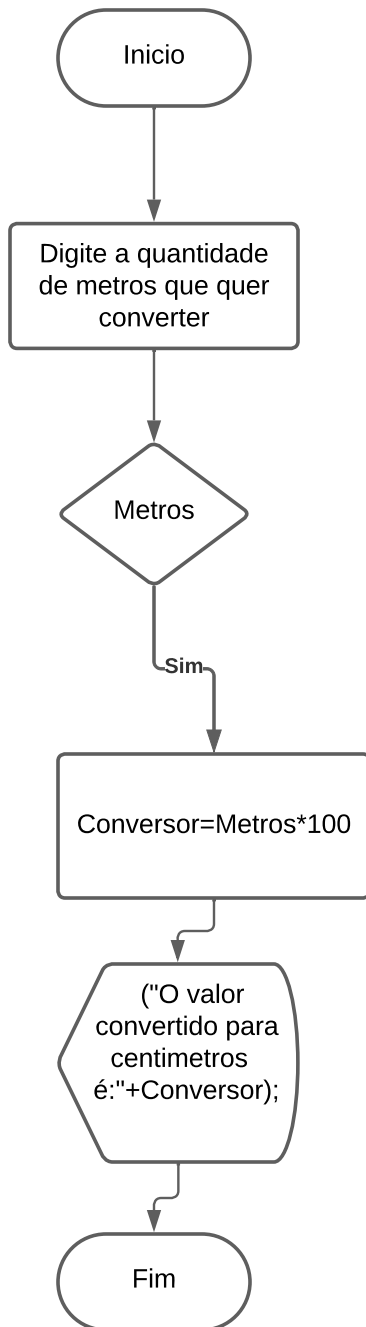 Inicio
Digite a quantidade
de metros que quer
converter
Metros
Sim
Conversor=Metros*100
("O valor
convertido para
centimetros
é:"+Conversor);
Fim